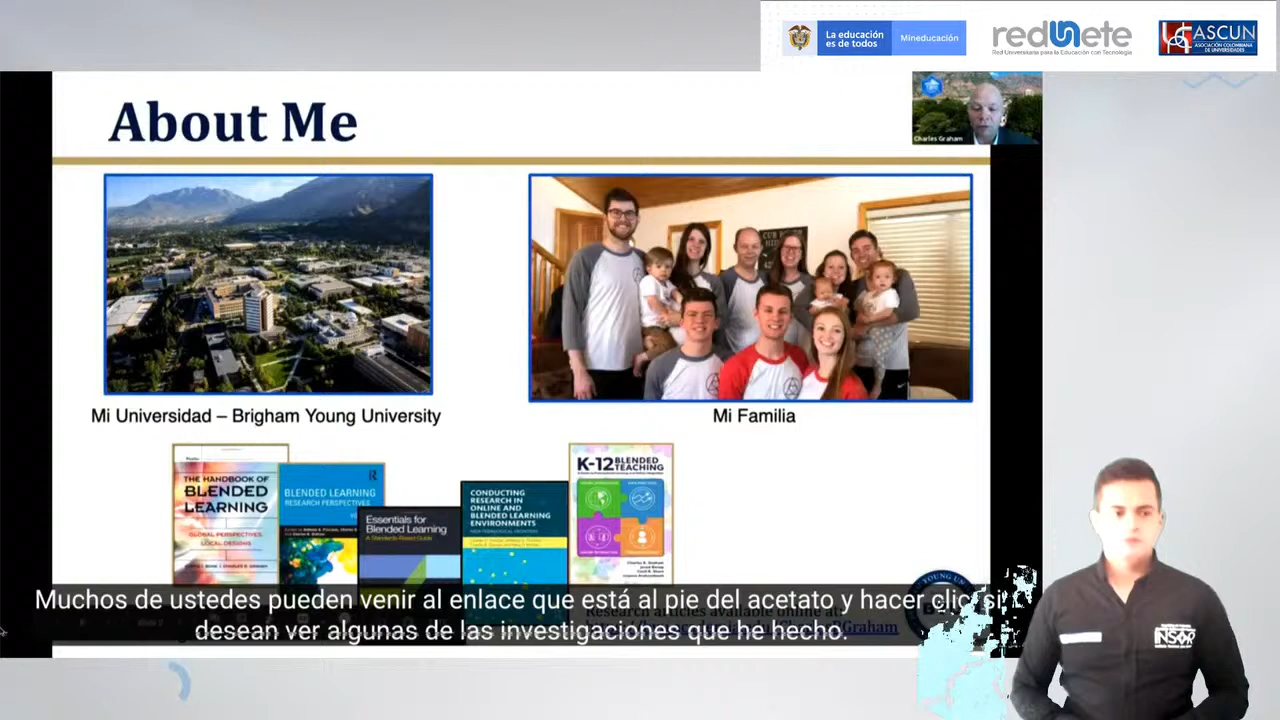 La educación
es de todos
Mineducación
redunete
Red Universitaria para la Educación con Tecnología
ASCUN
ASOCIACIÓN COLOMBIANA
DE UNIVERSIDADES
About Me
Charles Graham
Mi Universidad – Brigham Young University
Mi Familia
THE HANDBOOK OF
BLENDED
LEARNING
GLOBAL PERSPECTIVES
LOCAL DESIGNS
BLENDED LEARNING
RESEARCH PERSPECTIVES
Essentials for
Blended Learning
A Standards-Based Guide
CONDUCTING
RESEARCH IN
ONLINE AND
BLENDED LEARNING
ENVIRONMENTS
K-12 BLENDED
TEACHING
Muchos de ustedes pueden venir al enlace que está al pie del acetato y hacer clic si
desean ver algunas de las investigaciones que he hecho.
INSOR